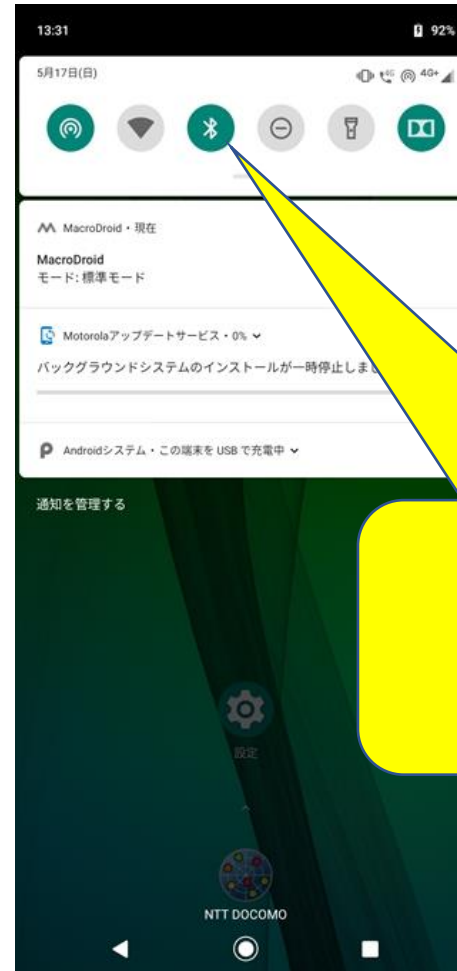 13:31
92%
5月17日(日)
4G
4G+
MacroDroid・現在
MacroDroid
モード: 標準モード
Motorolaアップデートサービス・0%
バックグラウンドシステムのインストールが一時停止しまし
Androidシステム・この端末を USB で充電中
通知を管理する
設定
NTT DOCOMO